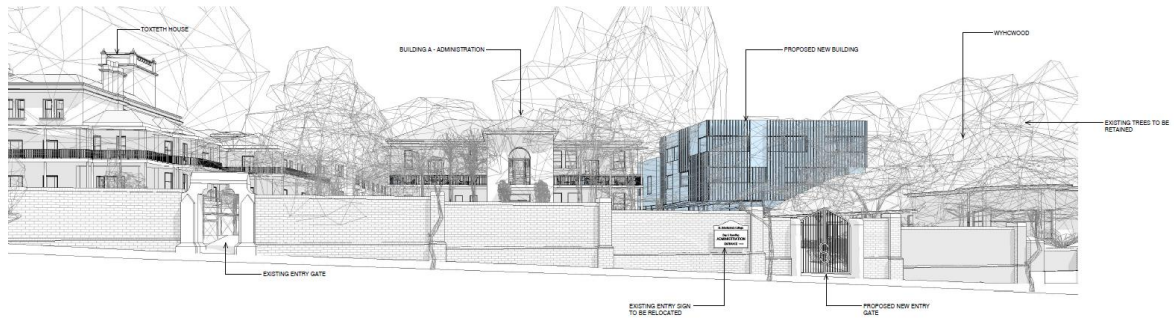 TOXTETH HOUSE
BUILDING A - ADMINISTRATION
PROPOSED NEW BUILDING
WYHCWOOD
EXISTING TREES TO BE
RETAINED
ADMINISTRATION
EXISTING ENTRY GATE
EXISTING ENTRY SIGN
TO BE RELOCATED
PROPOSED NEW ENTRY
GATE